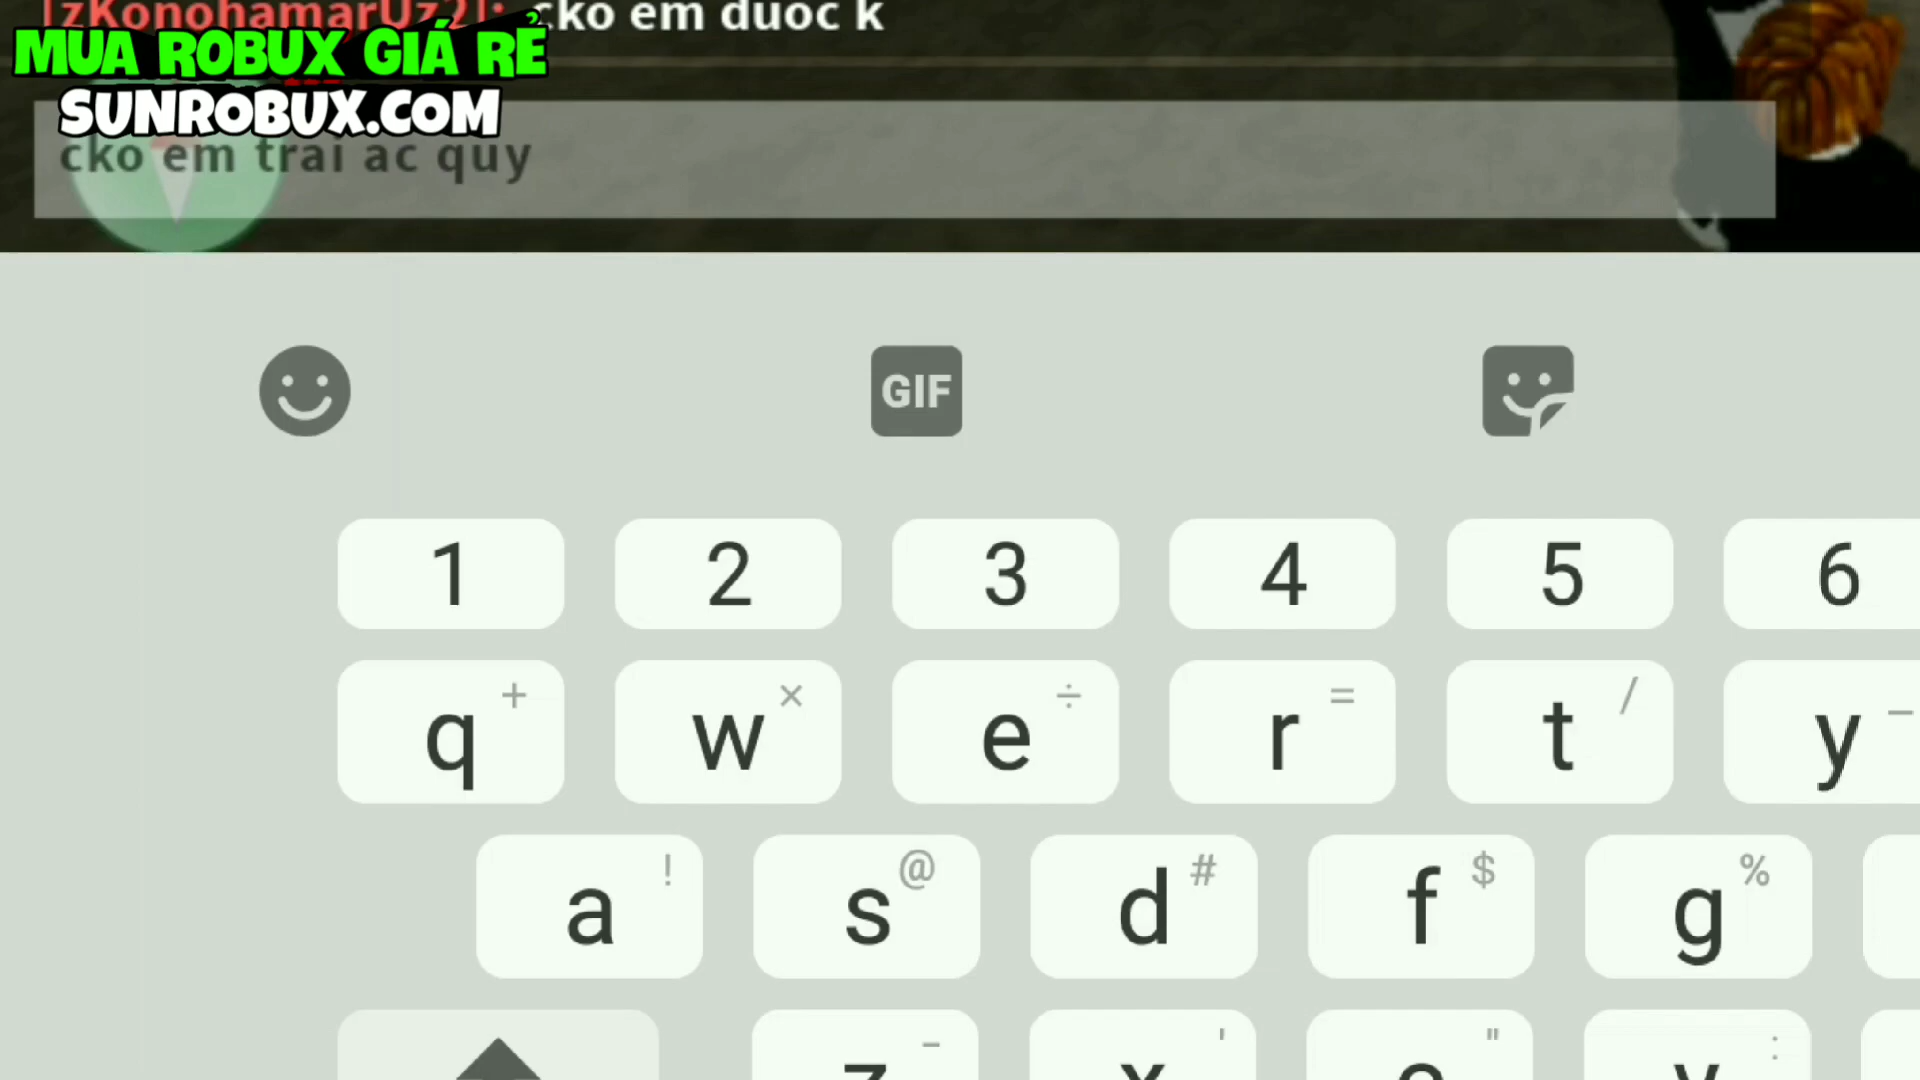 [zKonohamarUz2]: cko em duoc k
MUA ROBUX GIÁ RẺ
SUNROBUX.COM
cko em trai ac quy
GIF
1 2 3 4 5 6
q + w × e ÷ r = t / y _
a ! s @ d # f $ g %
z - x ' c " v :